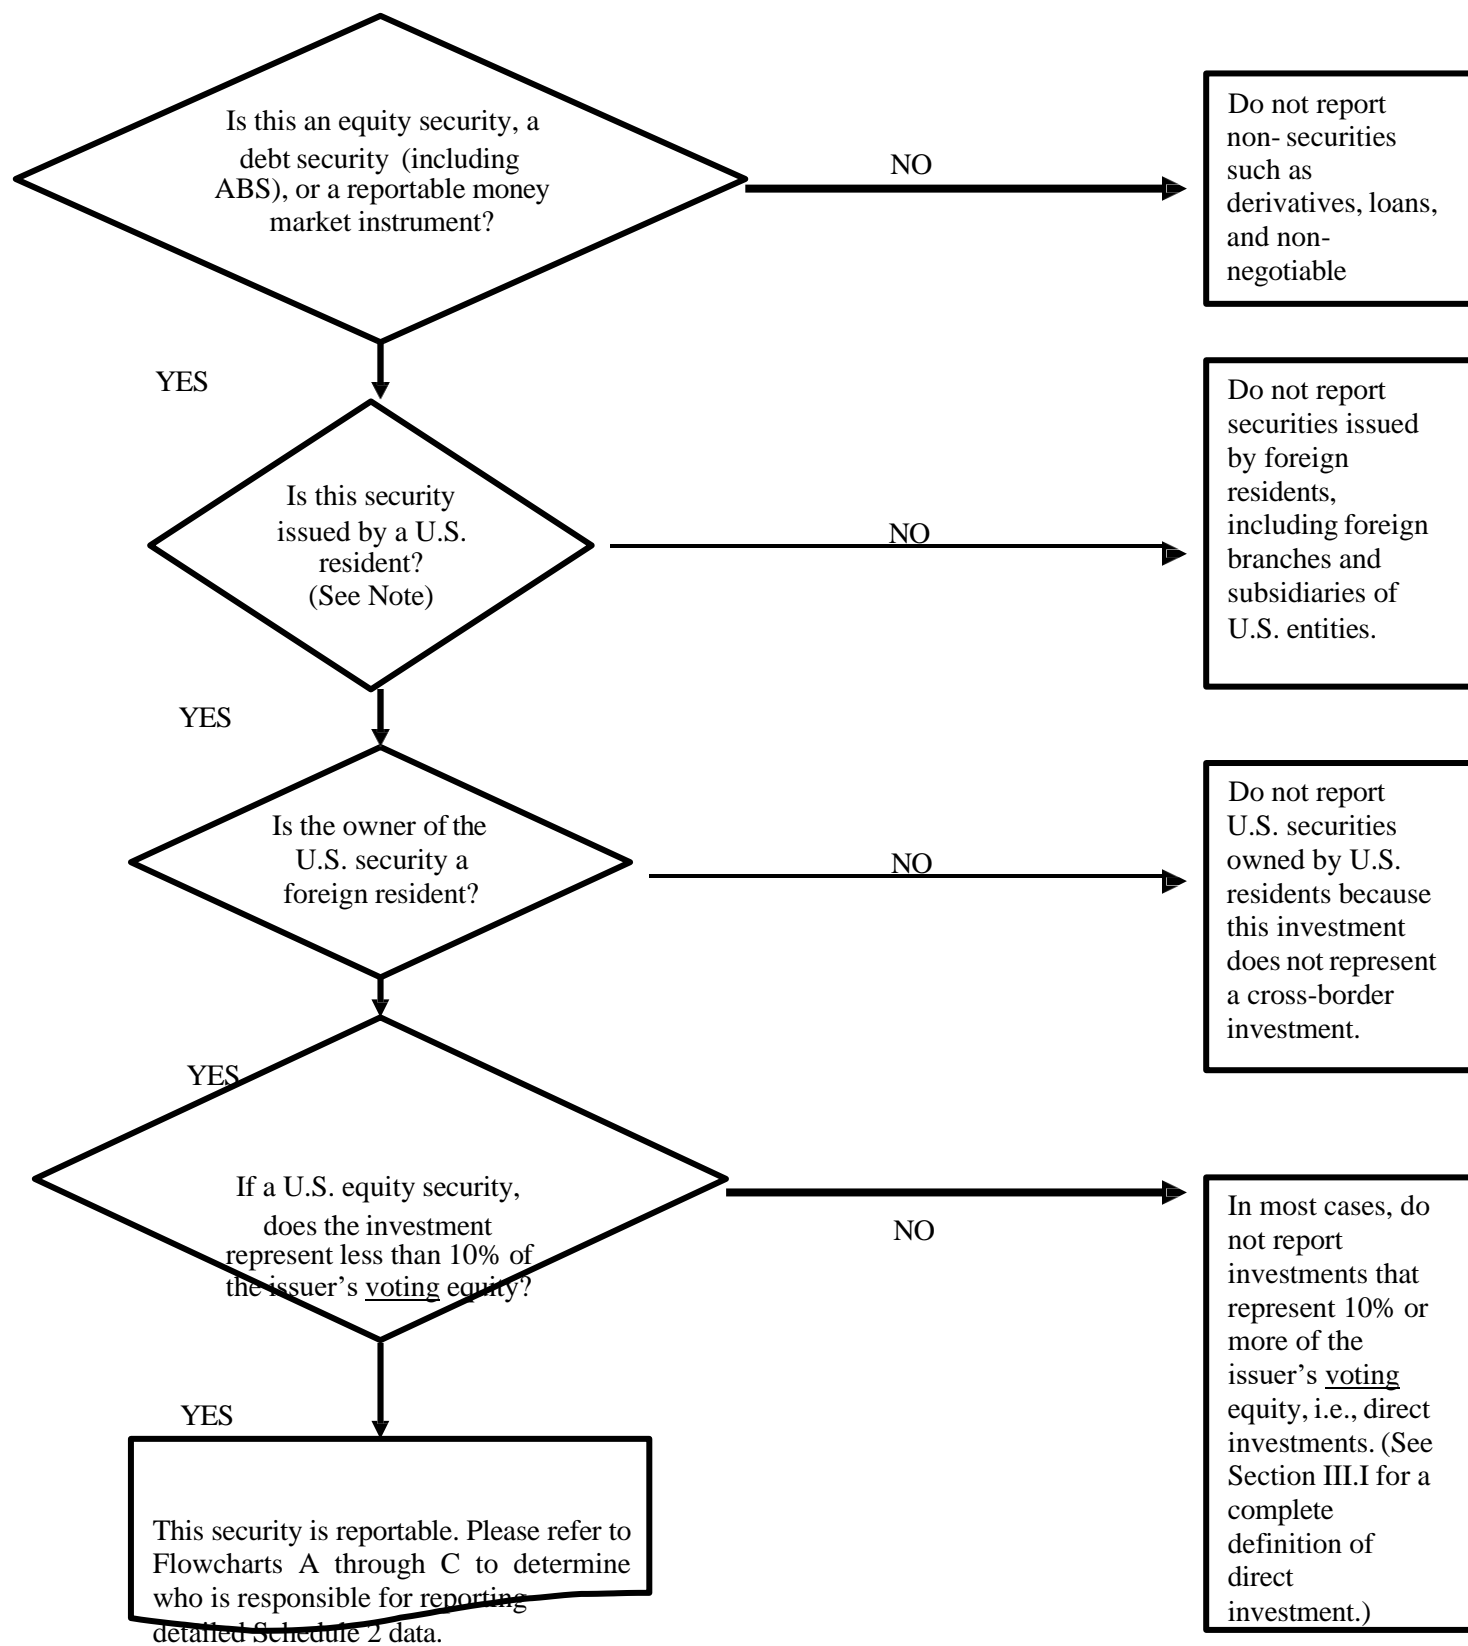 Is this an equity security, a
debt security (including
ABS), or a reportable money
market instrument?
NO
Do not report
non- securities
such as
derivatives, loans,
and non-
negotiable
YES
Is this security
issued by a U.S.
resident?
(See Note)
NO
Do not report
securities issued
by foreign
residents,
including foreign
branches and
subsidiaries of
U.S. entities.
YES
Is the owner of the
U.S. security a
foreign resident?
NO
Do not report
U.S. securities
owned by U.S.
residents because
this investment
does not represent
a cross-border
investment.
YES
If a U.S. equity security,
does the investment
represent less than 10% of
the issuer’s voting equity?
NO
In most cases, do
not report
investments that
represent 10% or
more of the
issuer’s voting
equity, i.e., direct
investments. (See
Section III.I for a
complete
definition of
direct
investment.)
YES
This security is reportable. Please refer to
Flowcharts A through C to determine
who is responsible for reporting
detailed Schedule 2 data.